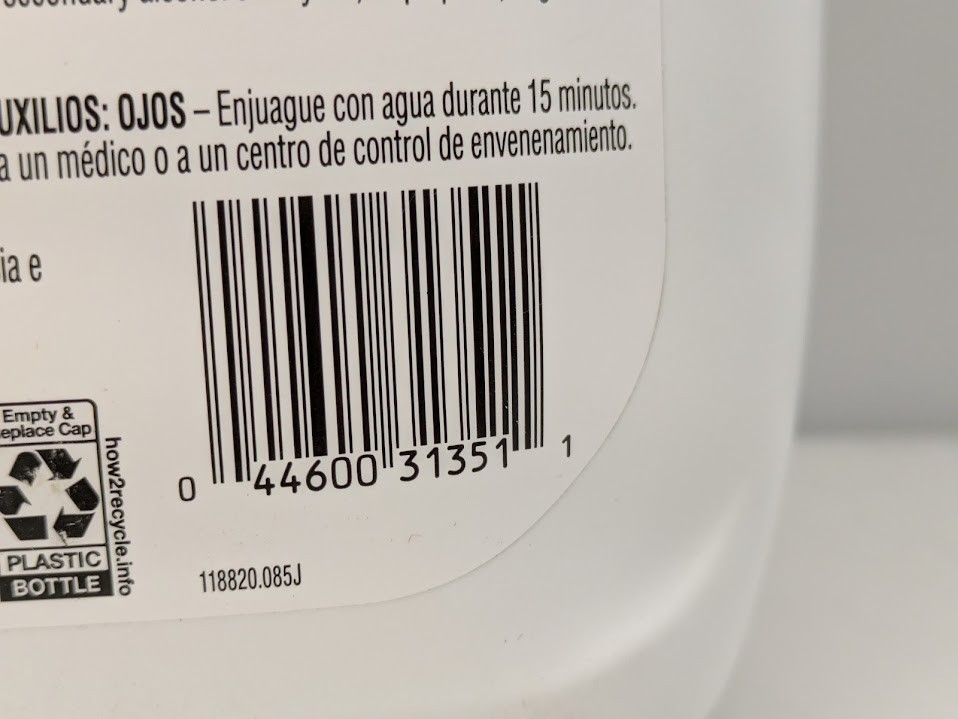 secondary
UXILIOS: OJOS – Enjuague con agua durante 15 minutos.
a un médico o a un centro de control de envenenamiento.
ia e
Empty &
eplace Cap
how2recycle.info
PLASTIC
BOTTLE
0 44600 31351 1
118820.085J